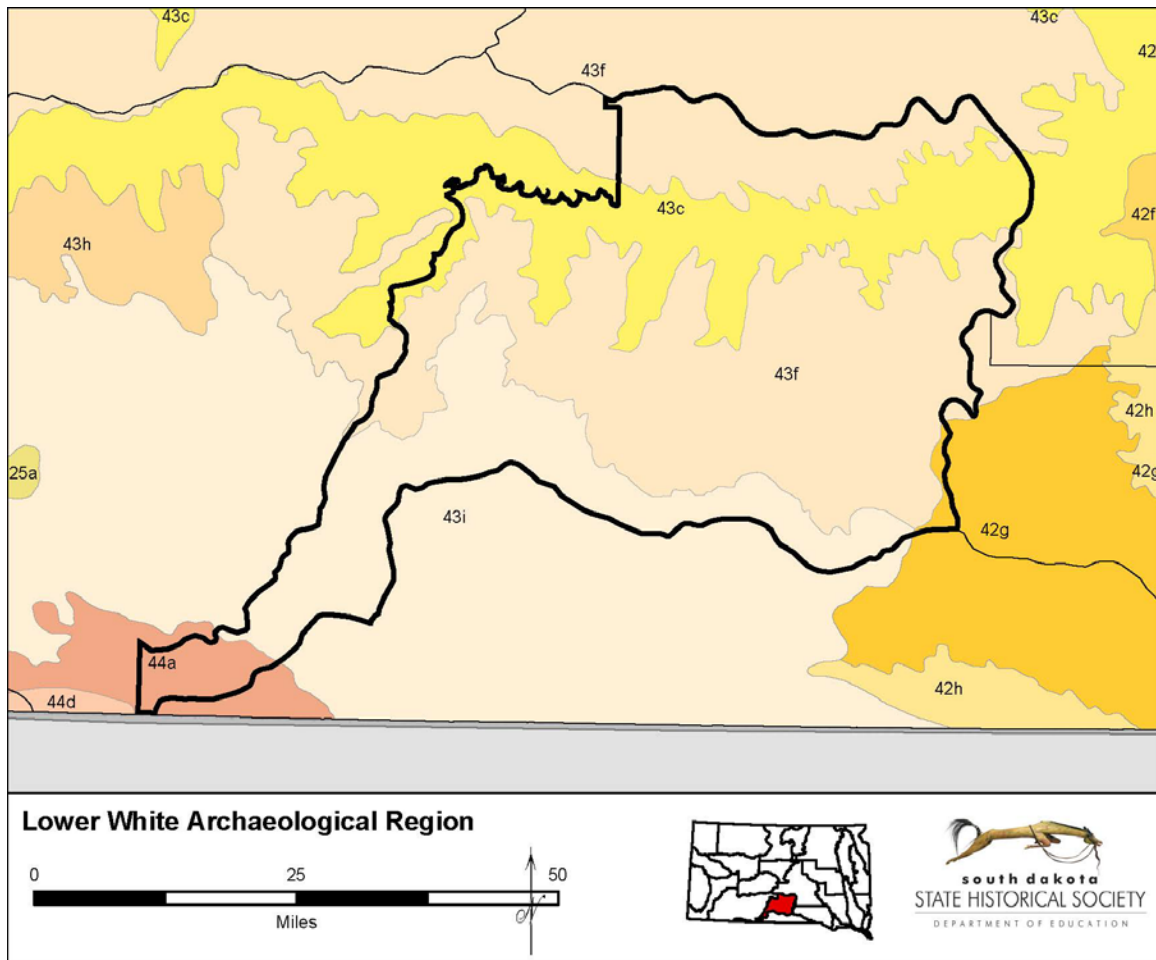 43c
43c
42
43f
43c
42f
43h
43f
42h
25a
42g
43i
42g
44a
42h
44d
Lower White Archaeological Region
0 25 50
Miles
N
south dakota
STATE HISTORICAL SOCIETY
DEPARTMENT OF EDUCATION